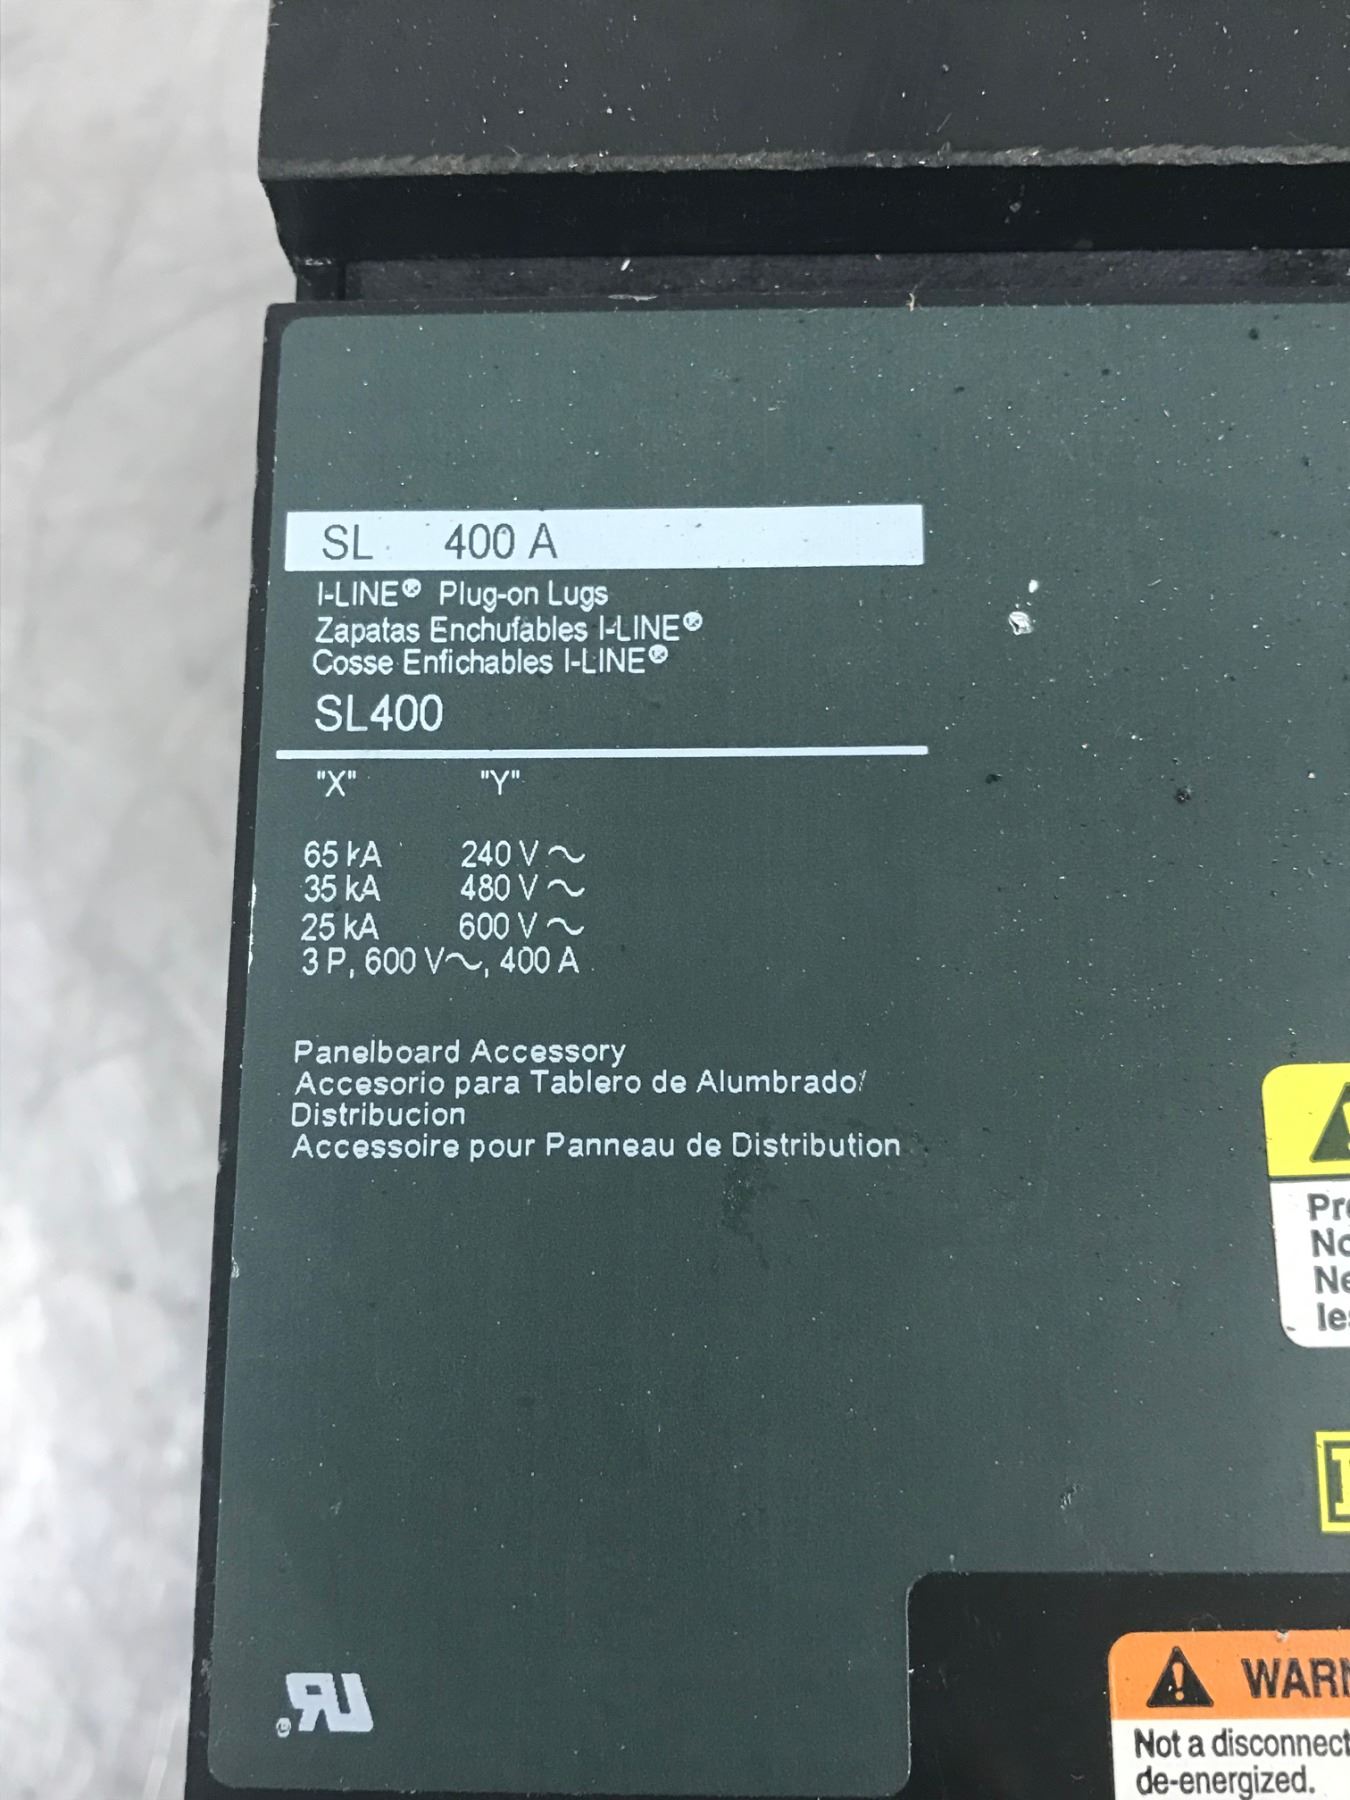 SL 400 A
I-LINE® Plug-on Lugs
Zapatas Enchufables I-LINE®
Cosse Enfichables I-LINE®
SL400
"X" "Y"
65 kA 240 V ~
35 kA 480 V ~
25 kA 600 V ~
3 P, 600 V~, 400 A
Panelboard Accessory
Accesorio para Tablero de Alumbrado/
Distribucion
Accessoire pour Panneau de Distribution
Not a disconnect
de-energized.